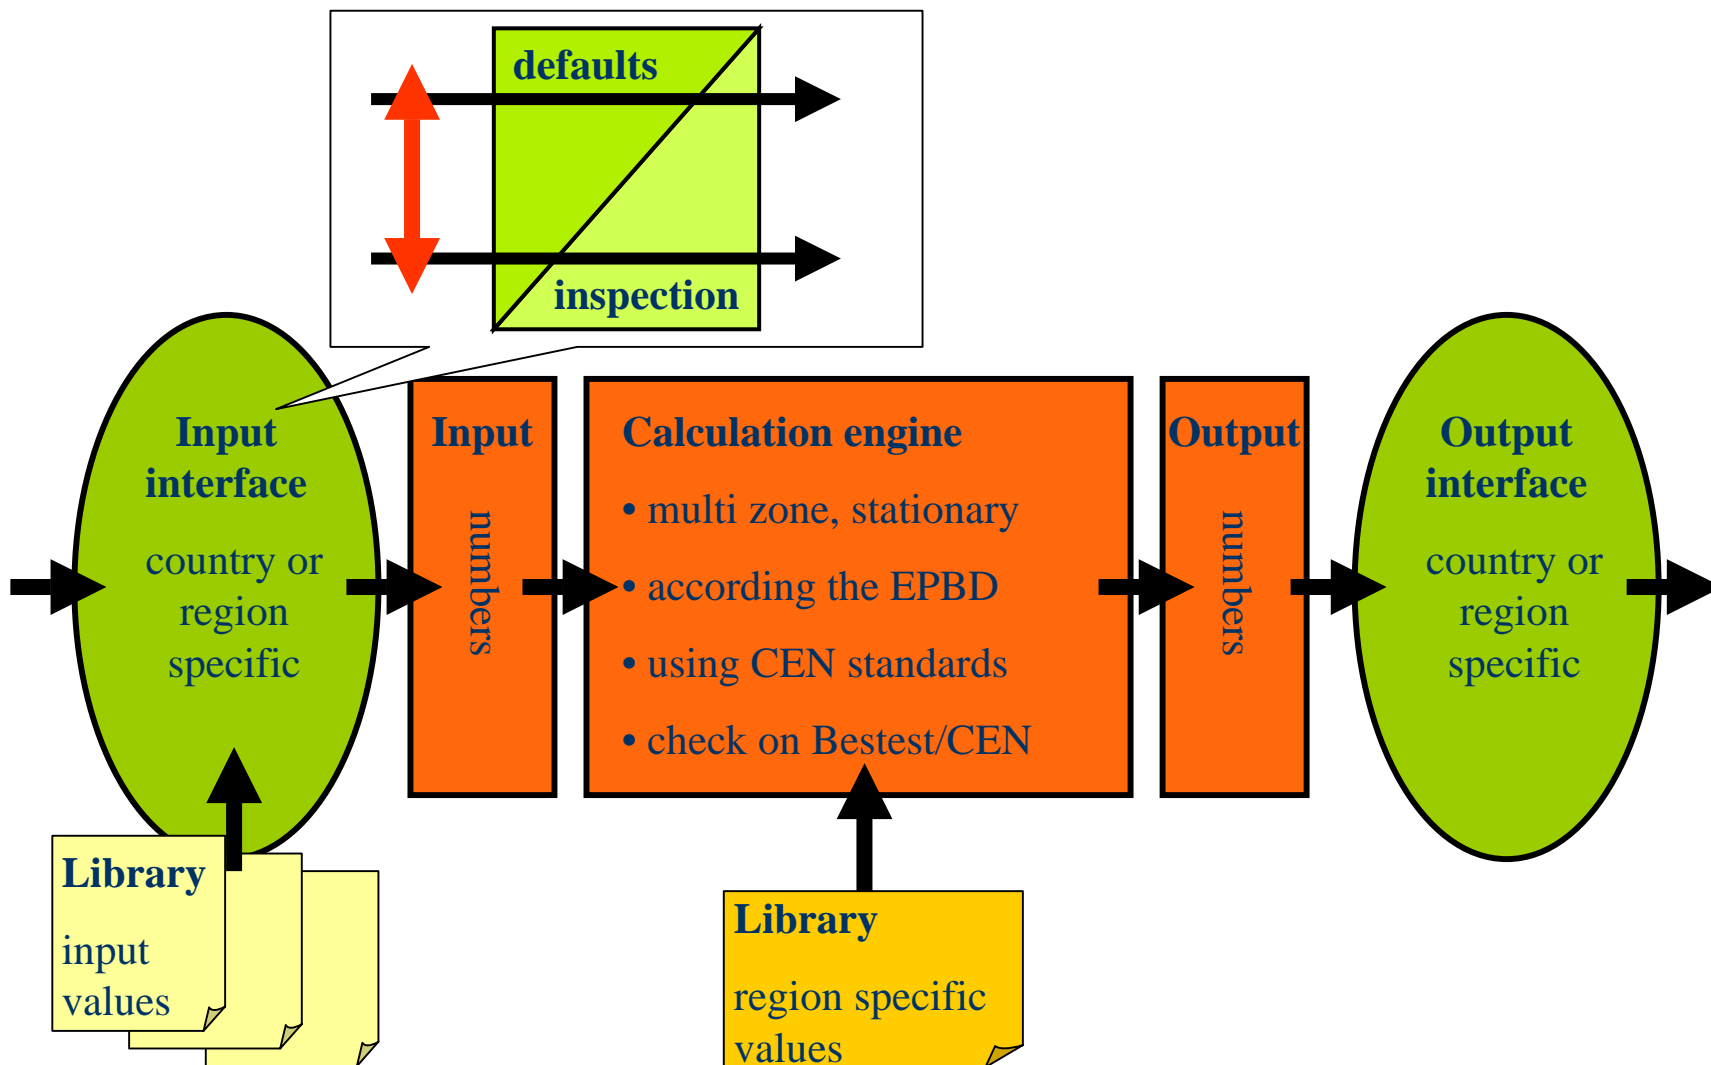 defaults
inspection
Input
interface
country or
region
specific
Input
numbers
Calculation engine
• multi zone, stationary
• according the EPBD
• using CEN standards
• check on Bestest/CEN
Output
numbers
Output
interface
country or
region
specific
Library
input
values
Library
region specific
values